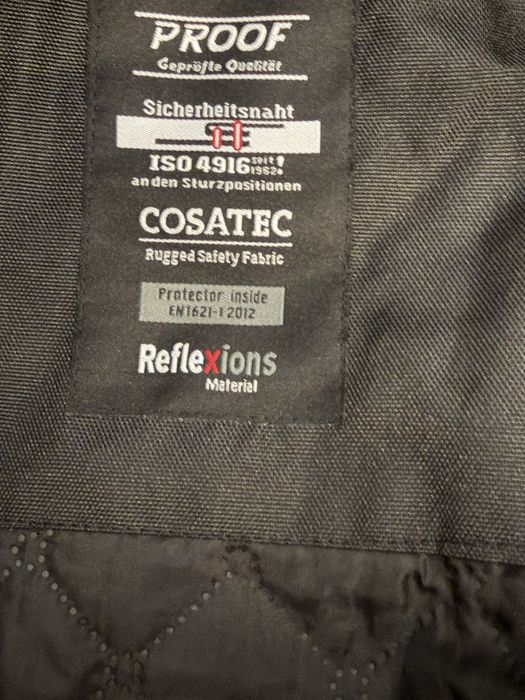 PROOF
Geprüfte Qualität
Sicherheitsnaht
ISO 4916 seit 1962!
an den Sturzpositionen
COSATEC
Rugged Safety Fabric
Protector inside
EN1621-1 2012
Reflexions
Material